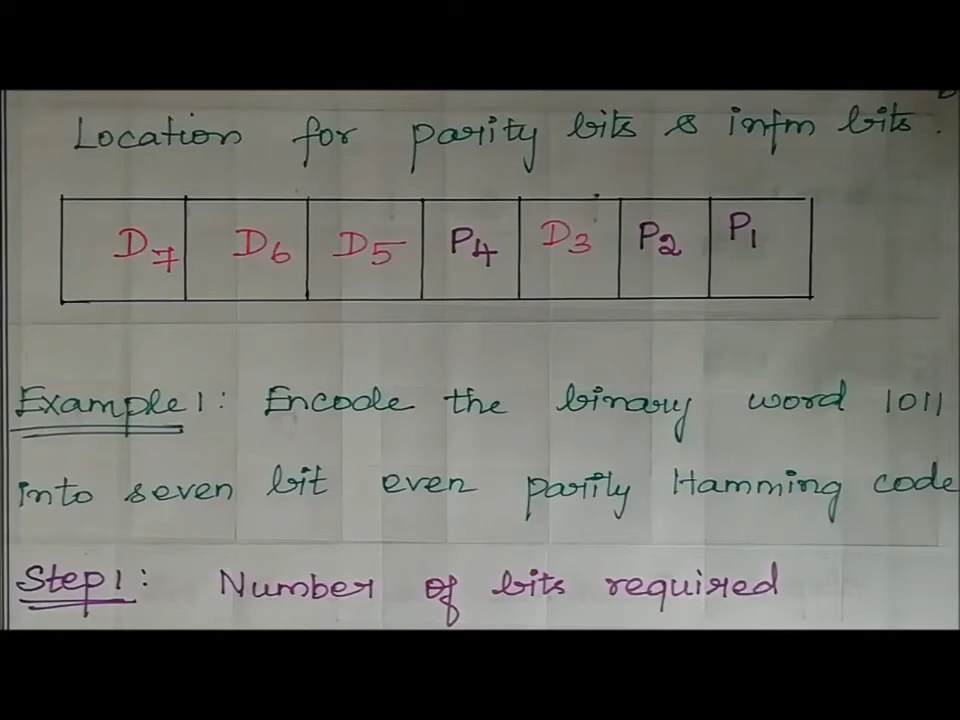 Location for parity bits & infm bits.
D7 D6 D5 P4 D3 P2 P1
Example 1: Encode the binary word 1011
into seven bit even parity Hamming code
Step 1: Number of bits required